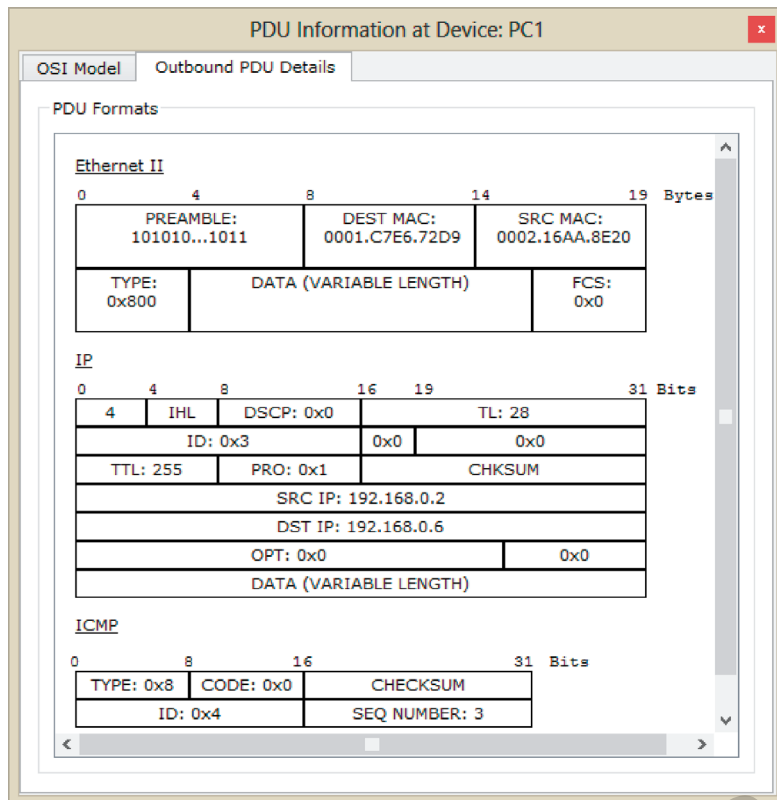 PDU Information at Device: PC1
x
OSI Model Outbound PDU Details
PDU Formats
Ethernet II
0 4 8 14 19 Bytes
PREAMBLE: DEST MAC: SRC MAC:
101010...1011 0001.C7E6.72D9 0002.16AA.8E20
TYPE: DATA (VARIABLE LENGTH) FCS:
0x800 0x0
IP
0 4 8 16 19 31 Bits
4 IHL DSCP: 0x0 TL: 28
ID: 0x3 0x0 0x0
TTL: 255 PRO: 0x1 CHKSUM
SRC IP: 192.168.0.2
DST IP: 192.168.0.6
OPT: 0x0 0x0
DATA (VARIABLE LENGTH)
ICMP
0 8 16 31 Bits
TYPE: 0x8 CODE: 0x0 CHECKSUM
ID: 0x4 SEQ NUMBER: 3